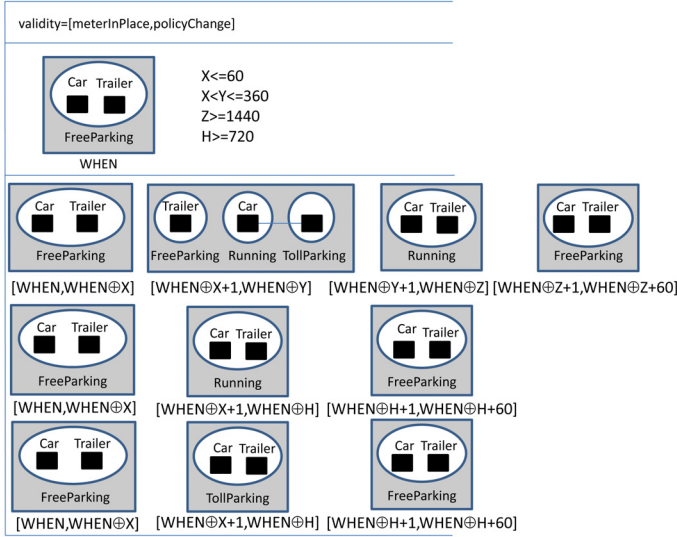 validity=[meterInPlace,policyChange]
Car Trailer
FreeParking
WHEN
X<=60
X<Y<=360
Z>=1440
H>=720
Car Trailer
FreeParking
[WHEN,WHEN⊕X]
Trailer Car
FreeParking Running TollParking
[WHEN⊕X+1,WHEN⊕Y]
Car Trailer
Running
[WHEN⊕Y+1,WHEN⊕Z]
Car Trailer
FreeParking
[WHEN⊕Z+1,WHEN⊕Z+60]
Car Trailer
FreeParking
[WHEN,WHEN⊕X]
Car Trailer
Running
[WHEN⊕X+1,WHEN⊕H]
Car Trailer
FreeParking
[WHEN⊕H+1,WHEN⊕H+60]
Car Trailer
FreeParking
[WHEN,WHEN⊕X]
Car Trailer
TollParking
[WHEN⊕X+1,WHEN⊕H]
Car Trailer
FreeParking
[WHEN⊕H+1,WHEN⊕H+60]